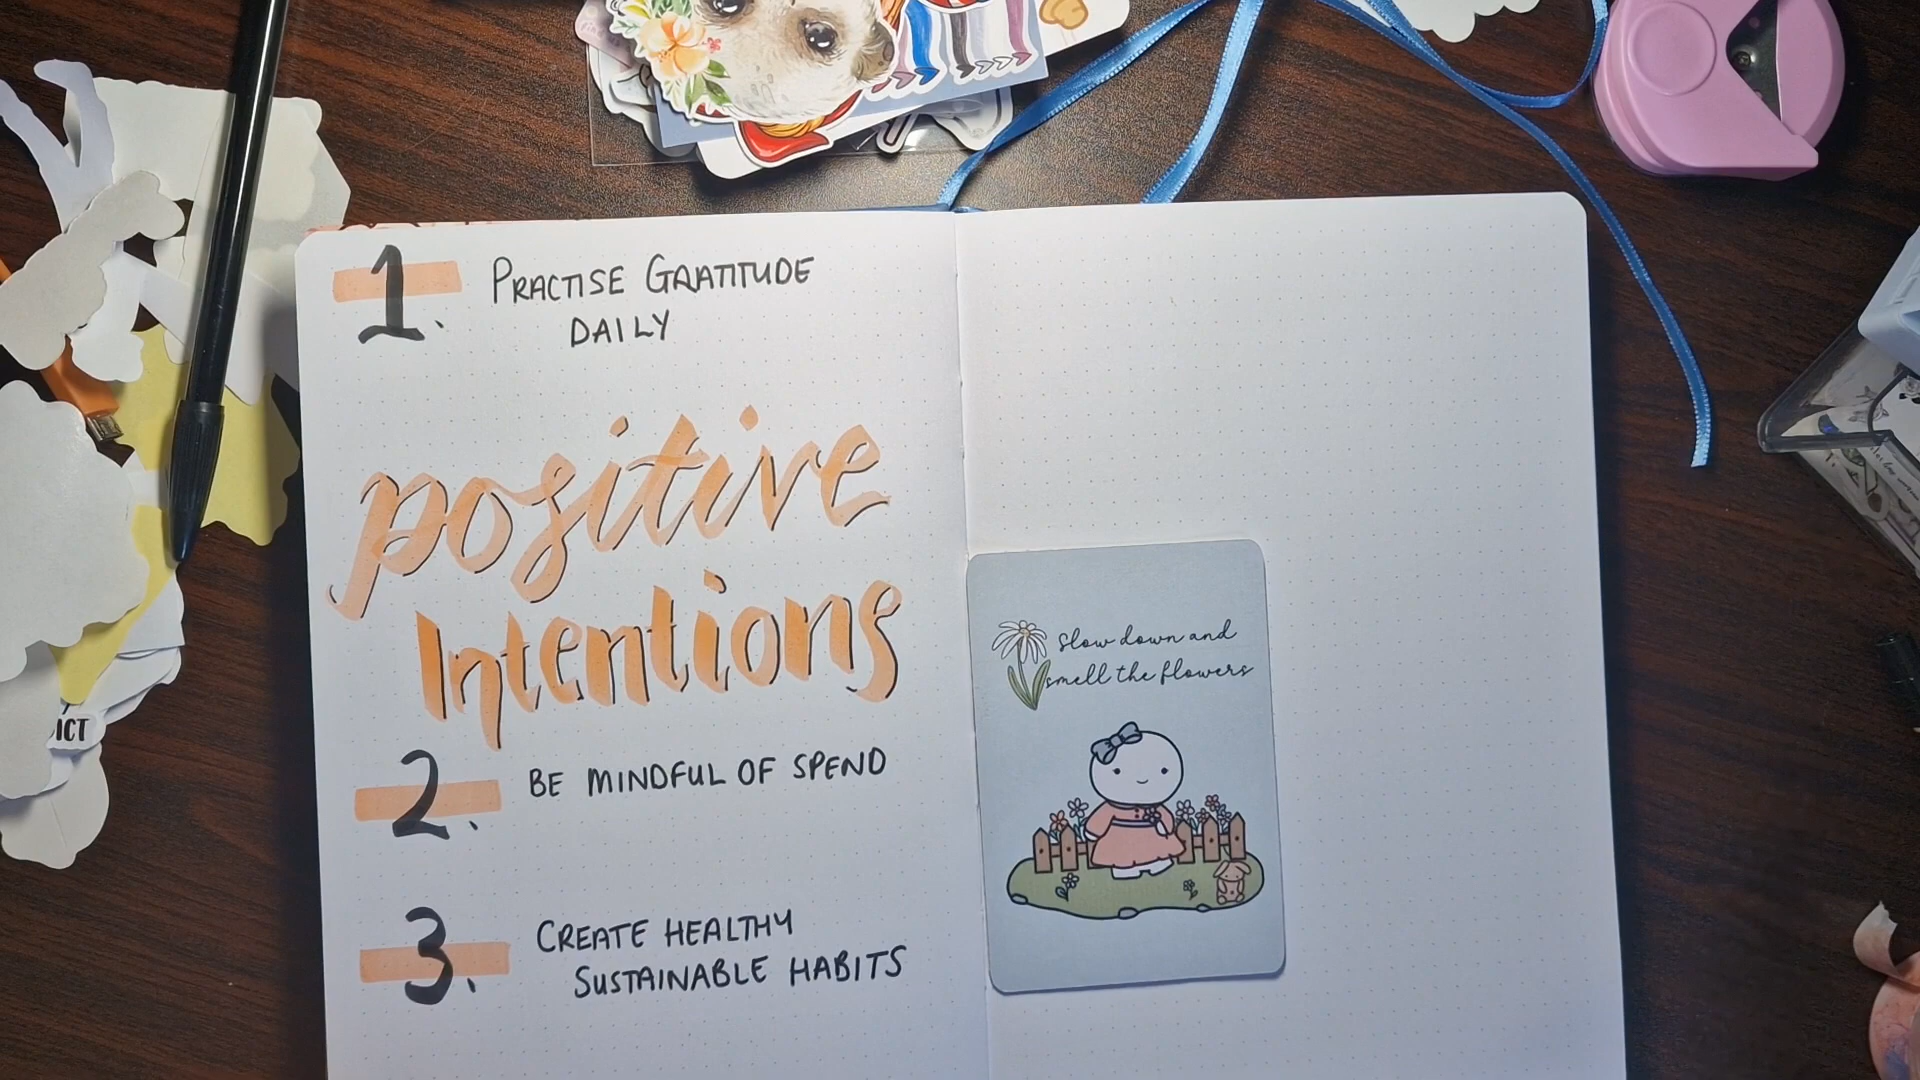 1. PRACTISE GRATITUDE
DAILY
positive
Intentions
2. BE MINDFUL OF SPEND
3. CREATE HEALTHY
SUSTAINABLE HABITS
Slow down and
smell the flowers
ICT